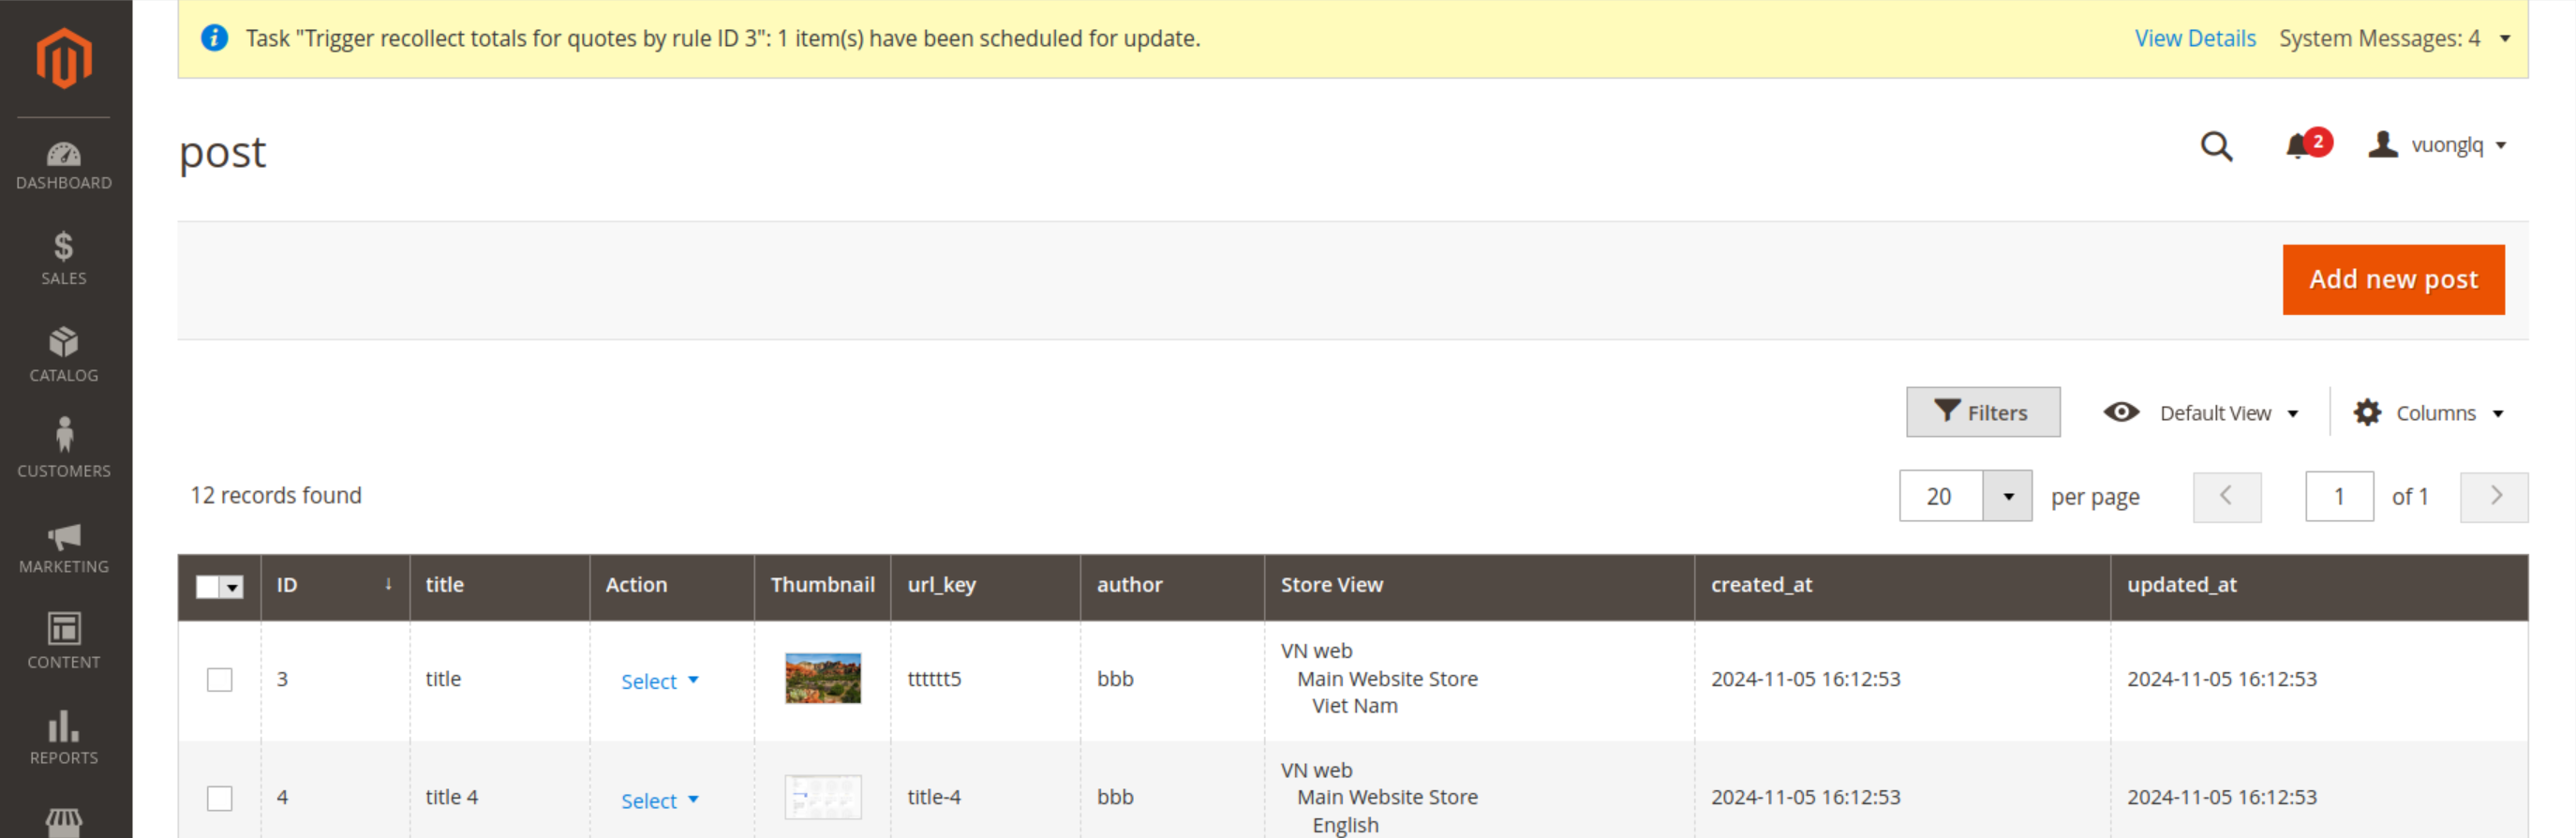 Task "Trigger recollect totals for quotes by rule ID 3": 1 item(s) have been scheduled for update. View Details System Messages: 4
post 2 vuonglq
DASHBOARD
SALES
Add new post
CATALOG
Filters Default View Columns
CUSTOMERS
12 records found 20 per page 1 of 1
MARKETING
ID ↓ title Action Thumbnail url_key author Store View created_at updated_at
CONTENT
VN web
3 title Select tttttt5 bbb Main Website Store 2024-11-05 16:12:53 2024-11-05 16:12:53
Viet Nam
REPORTS
VN web
4 title 4 Select title-4 bbb Main Website Store 2024-11-05 16:12:53 2024-11-05 16:12:53
English